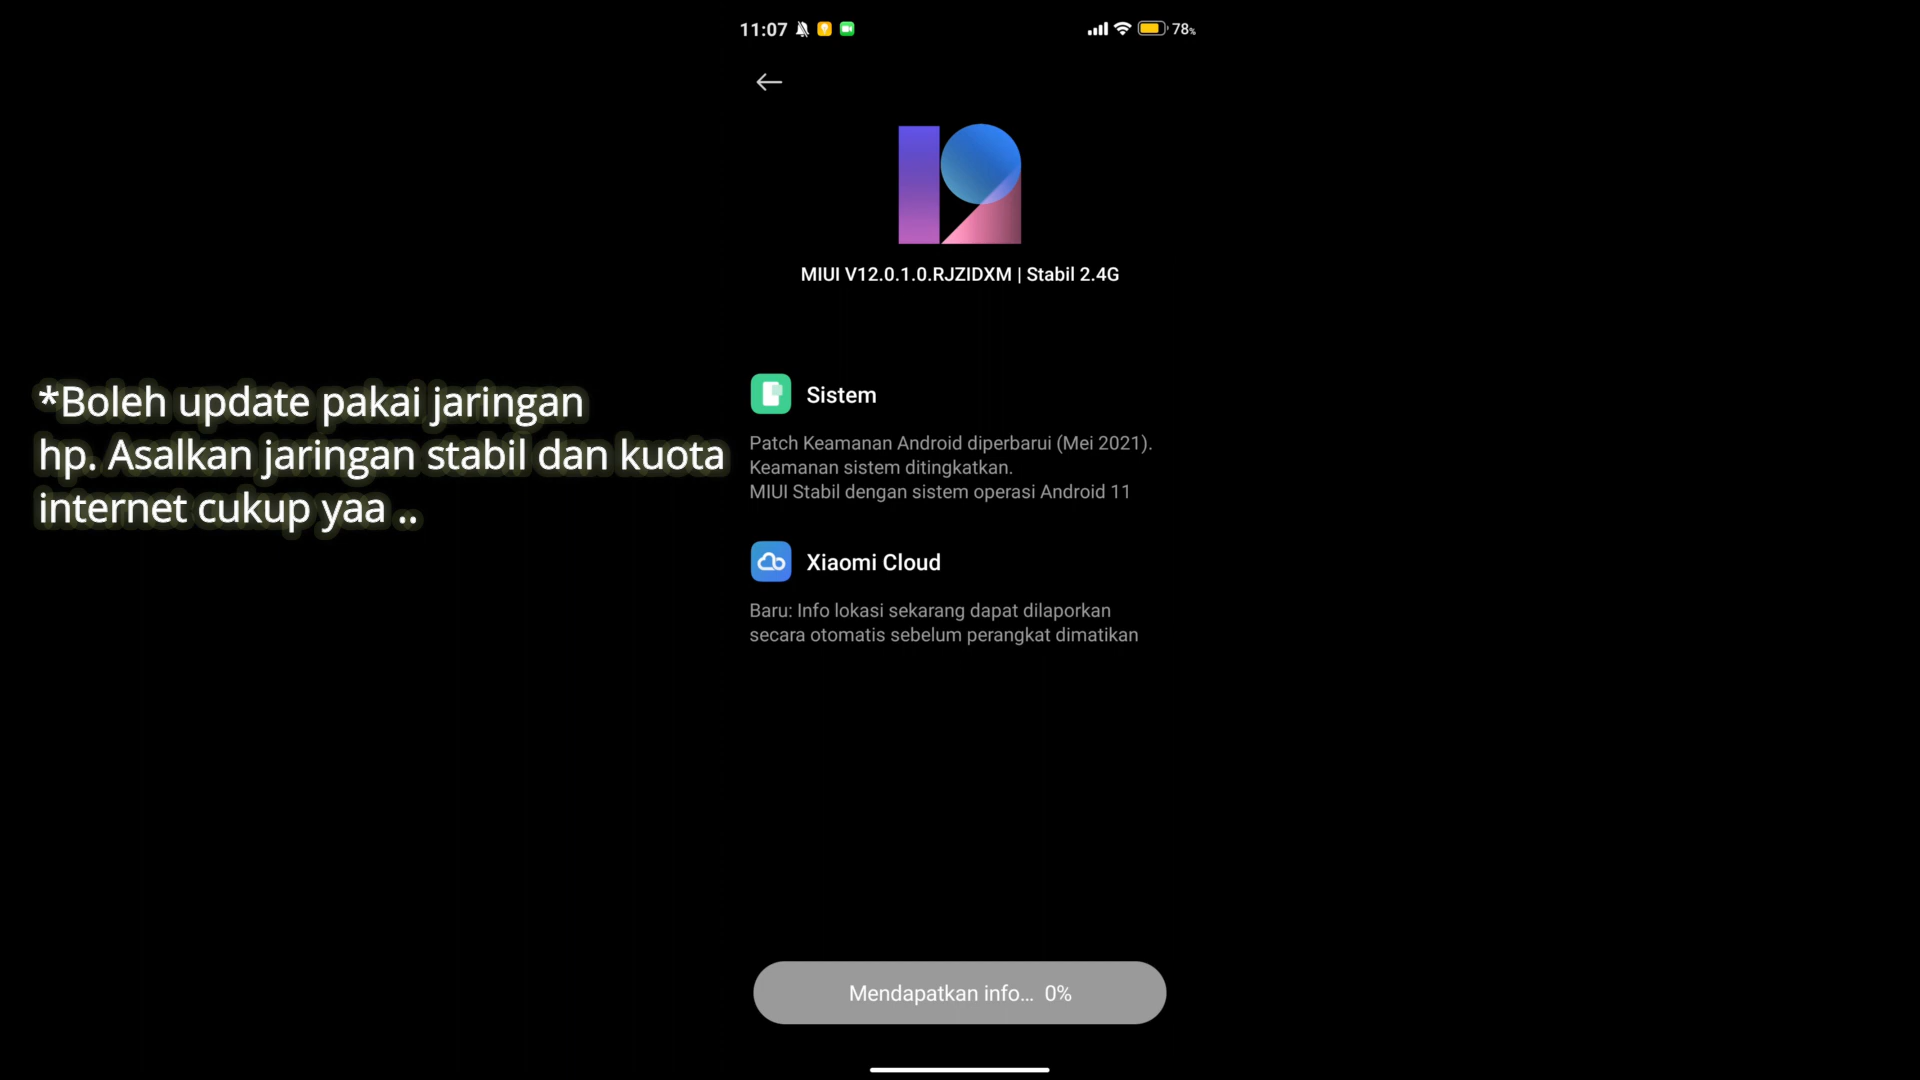 11:07
78%
MIUI V12.0.1.0.RJZIDXM | Stabil 2.4G
*Boleh update pakai jaringan
hp. Asalkan jaringan stabil dan kuota
internet cukup yaa ..
Sistem
Patch Keamanan Android diperbarui (Mei 2021).
Keamanan sistem ditingkatkan.
MIUI Stabil dengan sistem operasi Android 11
Xiaomi Cloud
Baru: Info lokasi sekarang dapat dilaporkan
secara otomatis sebelum perangkat dimatikan
Mendapatkan info... 0%